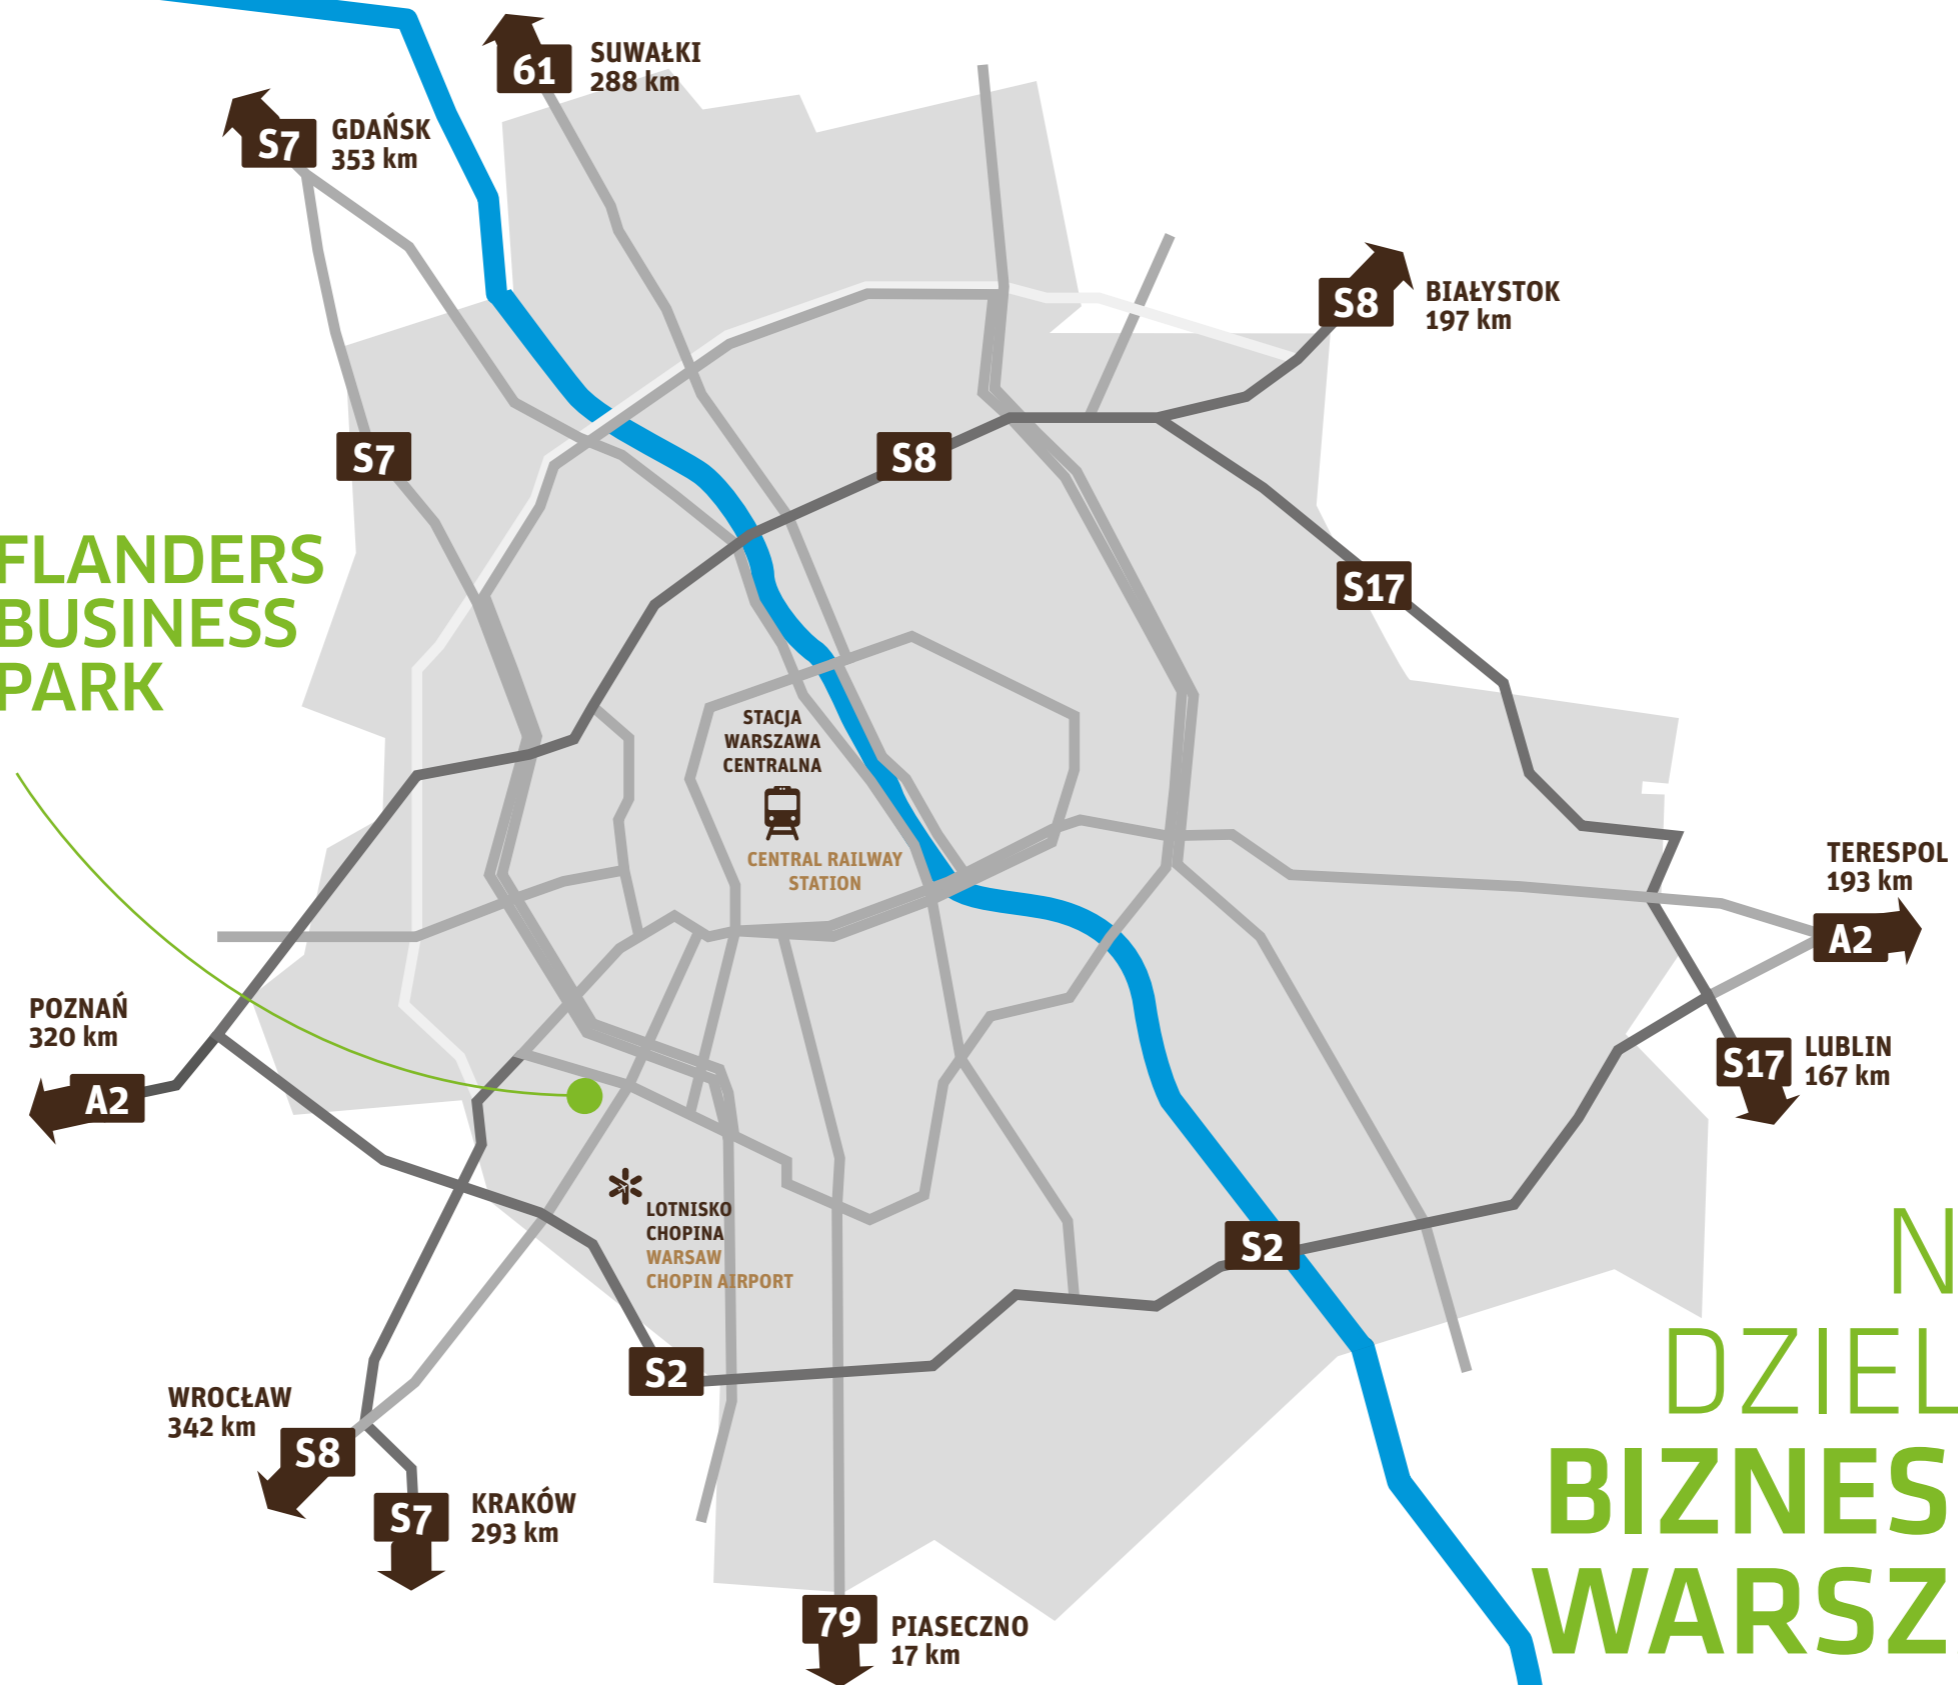 61
SUWAŁKI
288 km
S7
GDAŃSK
353 km
S8
BIAŁYSTOK
197 km
S7
S8
FLANDERS
BUSINESS
PARK
S17
STACJA
WARSZAWA
CENTRALNA
CENTRAL RAILWAY
STATION
TERESPOL
193 km
A2
POZNAŃ
320 km
A2
S17
LUBLIN
167 km
LOTNISKO
CHOPINA
WARSAW
CHOPIN AIRPORT
S2
S2
N
DZIEL
BIZNES
WARSZ
WROCŁAW
342 km
S8
S7
KRAKÓW
293 km
79
PIASECZNO
17 km